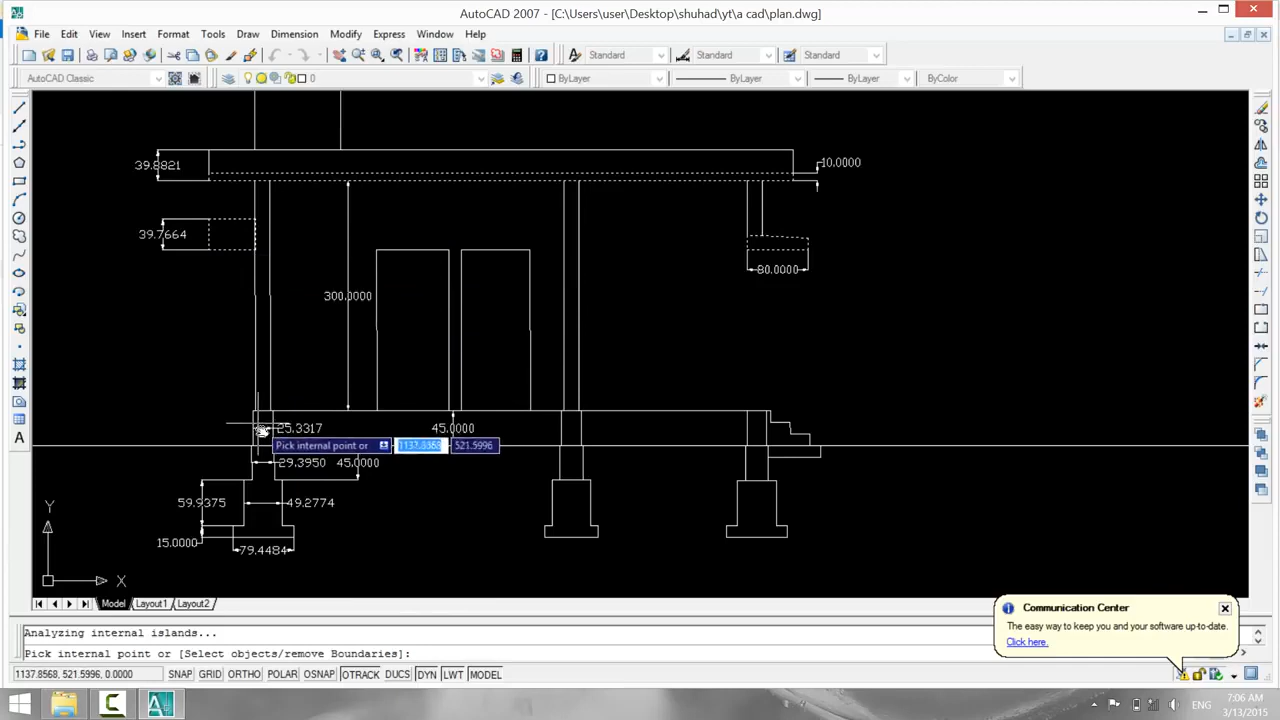 AutoCAD 2007 - [C:\Users\user\Desktop\shuhad\yt\a cad\plan.dwg]
File Edit View Insert Format Tools Draw Dimension Modify Express Window Help
Standard Standard Standard
AutoCAD Classic 0 ByLayer ByLayer ByLayer ByColor
39.8821 10.0000
39.7664
80.0000
300.0000
25.3317 45.0000
Pick internal point or 1137.8568 521.5996
29.3950 45.0000
59.9375 49.2774
15.0000
79.4484
Y
X
A
Model Layout1 Layout2
Communication Center
The easy way to keep you and your software up-to-date.
Click here.
Analyzing internal islands...
Pick internal point or [Select objects/remove Boundaries]:
1137.8568, 521.5996, 0.0000 SNAP GRID ORTHO POLAR OSNAP OTRACK DUCS DYN LWT MODEL
ENG
7:06 AM
3/13/2015